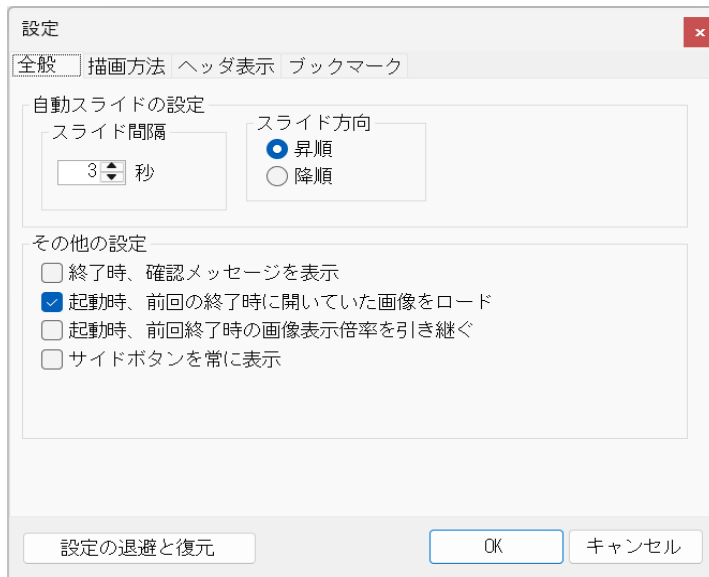 設定
全般 描画方法 ヘッダ表示 ブックマーク
自動スライドの設定
スライド間隔
3 秒
スライド方向
昇順
降順
その他の設定
終了時、確認メッセージを表示
起動時、前回の終了時に開いていた画像をロード
起動時、前回終了時の画像表示倍率を引き継ぐ
サイドボタンを常に表示
設定の退避と復元 OK キャンセル